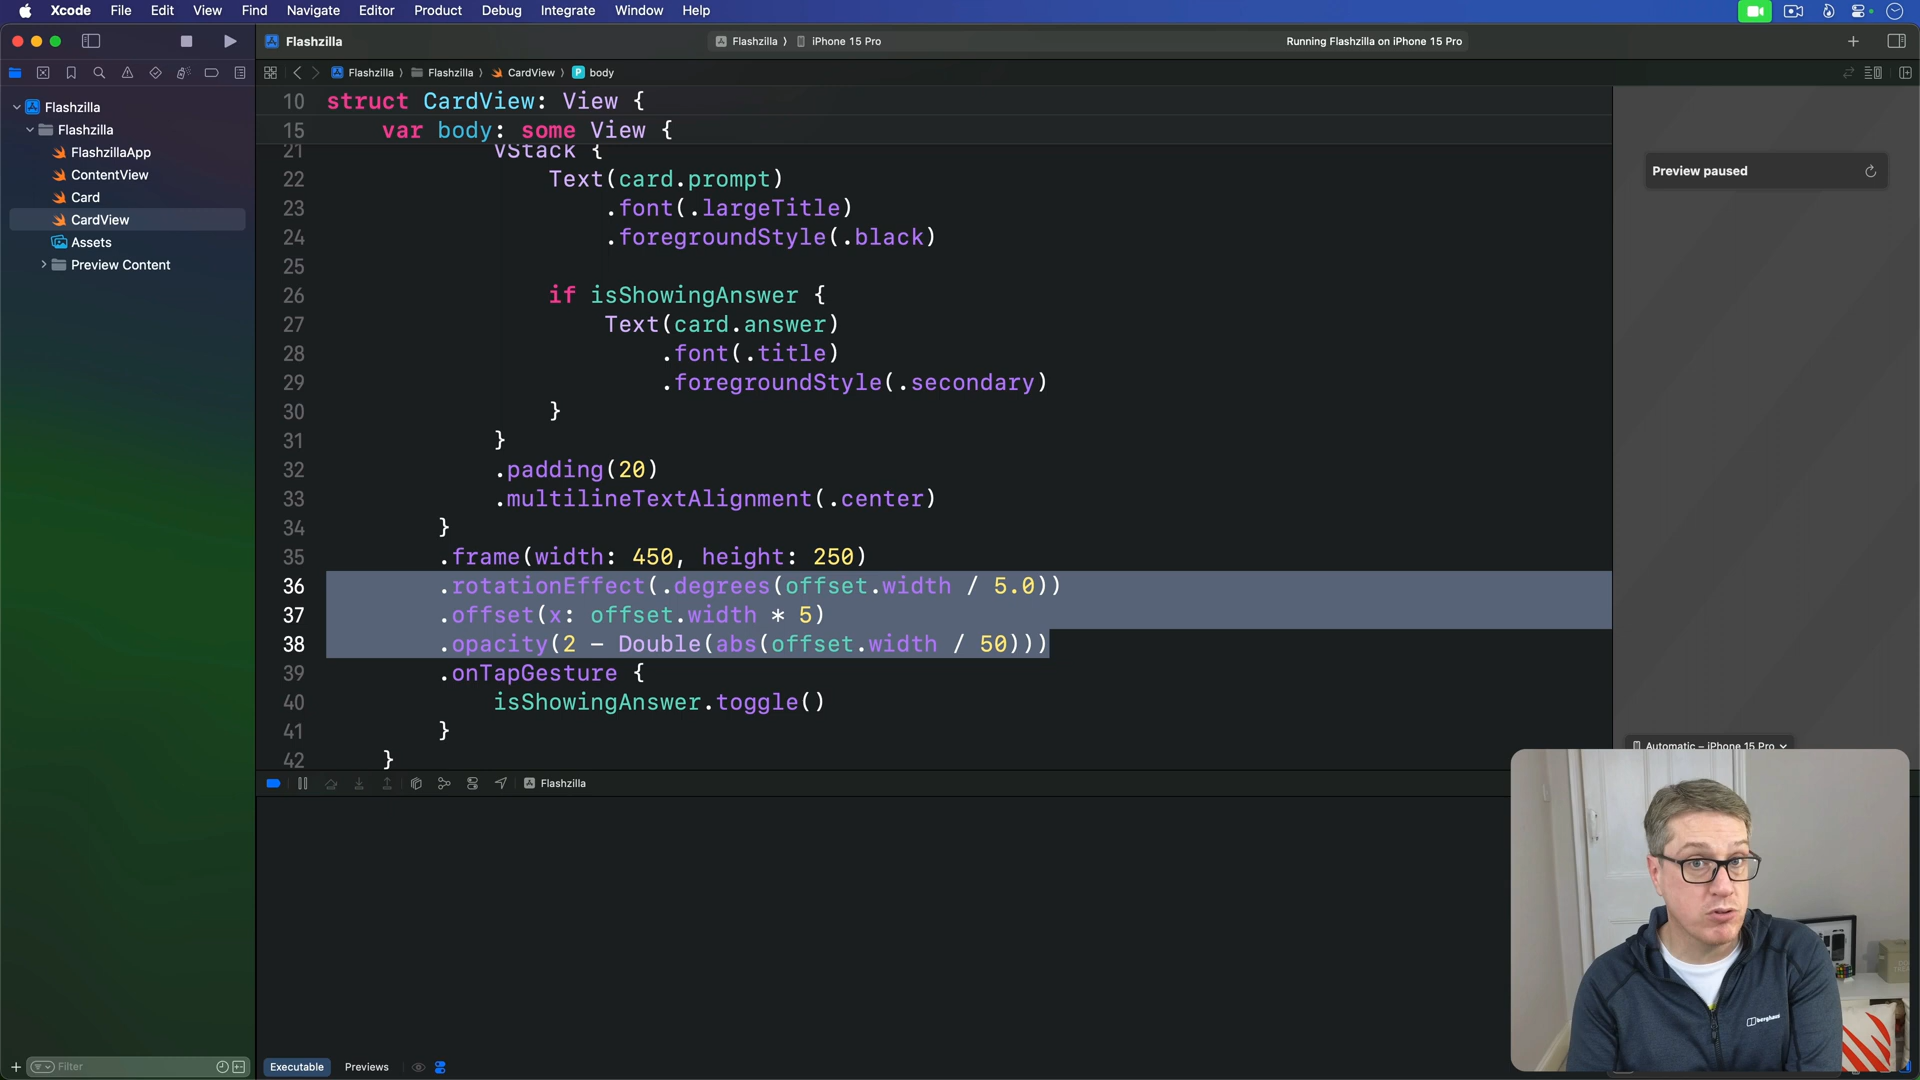 Xcode File Edit View Find Navigate Editor Product Debug Integrate Window Help
Flashzilla
Flashzilla 〉 iPhone 15 Pro
Running Flashzilla on iPhone 15 Pro
Flashzilla 〉 Flashzilla 〉 CardView 〉 P body
Flashzilla
Flashzilla
FlashzillaApp
ContentView
Card
CardView
Assets
Preview Content
10 struct CardView: View {
15 var body: some View {
21 VStack {
22 Text(card.prompt)
23 .font(.largeTitle)
24 .foregroundStyle(.black)
25
26 if isShowingAnswer {
27 Text(card.answer)
28 .font(.title)
29 .foregroundStyle(.secondary)
30 }
31 }
32 .padding(20)
33 .multilineTextAlignment(.center)
34 }
35 .frame(width: 450, height: 250)
36 .rotationEffect(.degrees(offset.width / 5.0))
37 .offset(x: offset.width * 5)
38 .opacity(2 - Double(abs(offset.width / 50)))
39 .onTapGesture {
40 isShowingAnswer.toggle()
41 }
42 }
Preview paused
Automatic – iPhone 15 Pro
Flashzilla
berghaus
Filter
Executable Previews